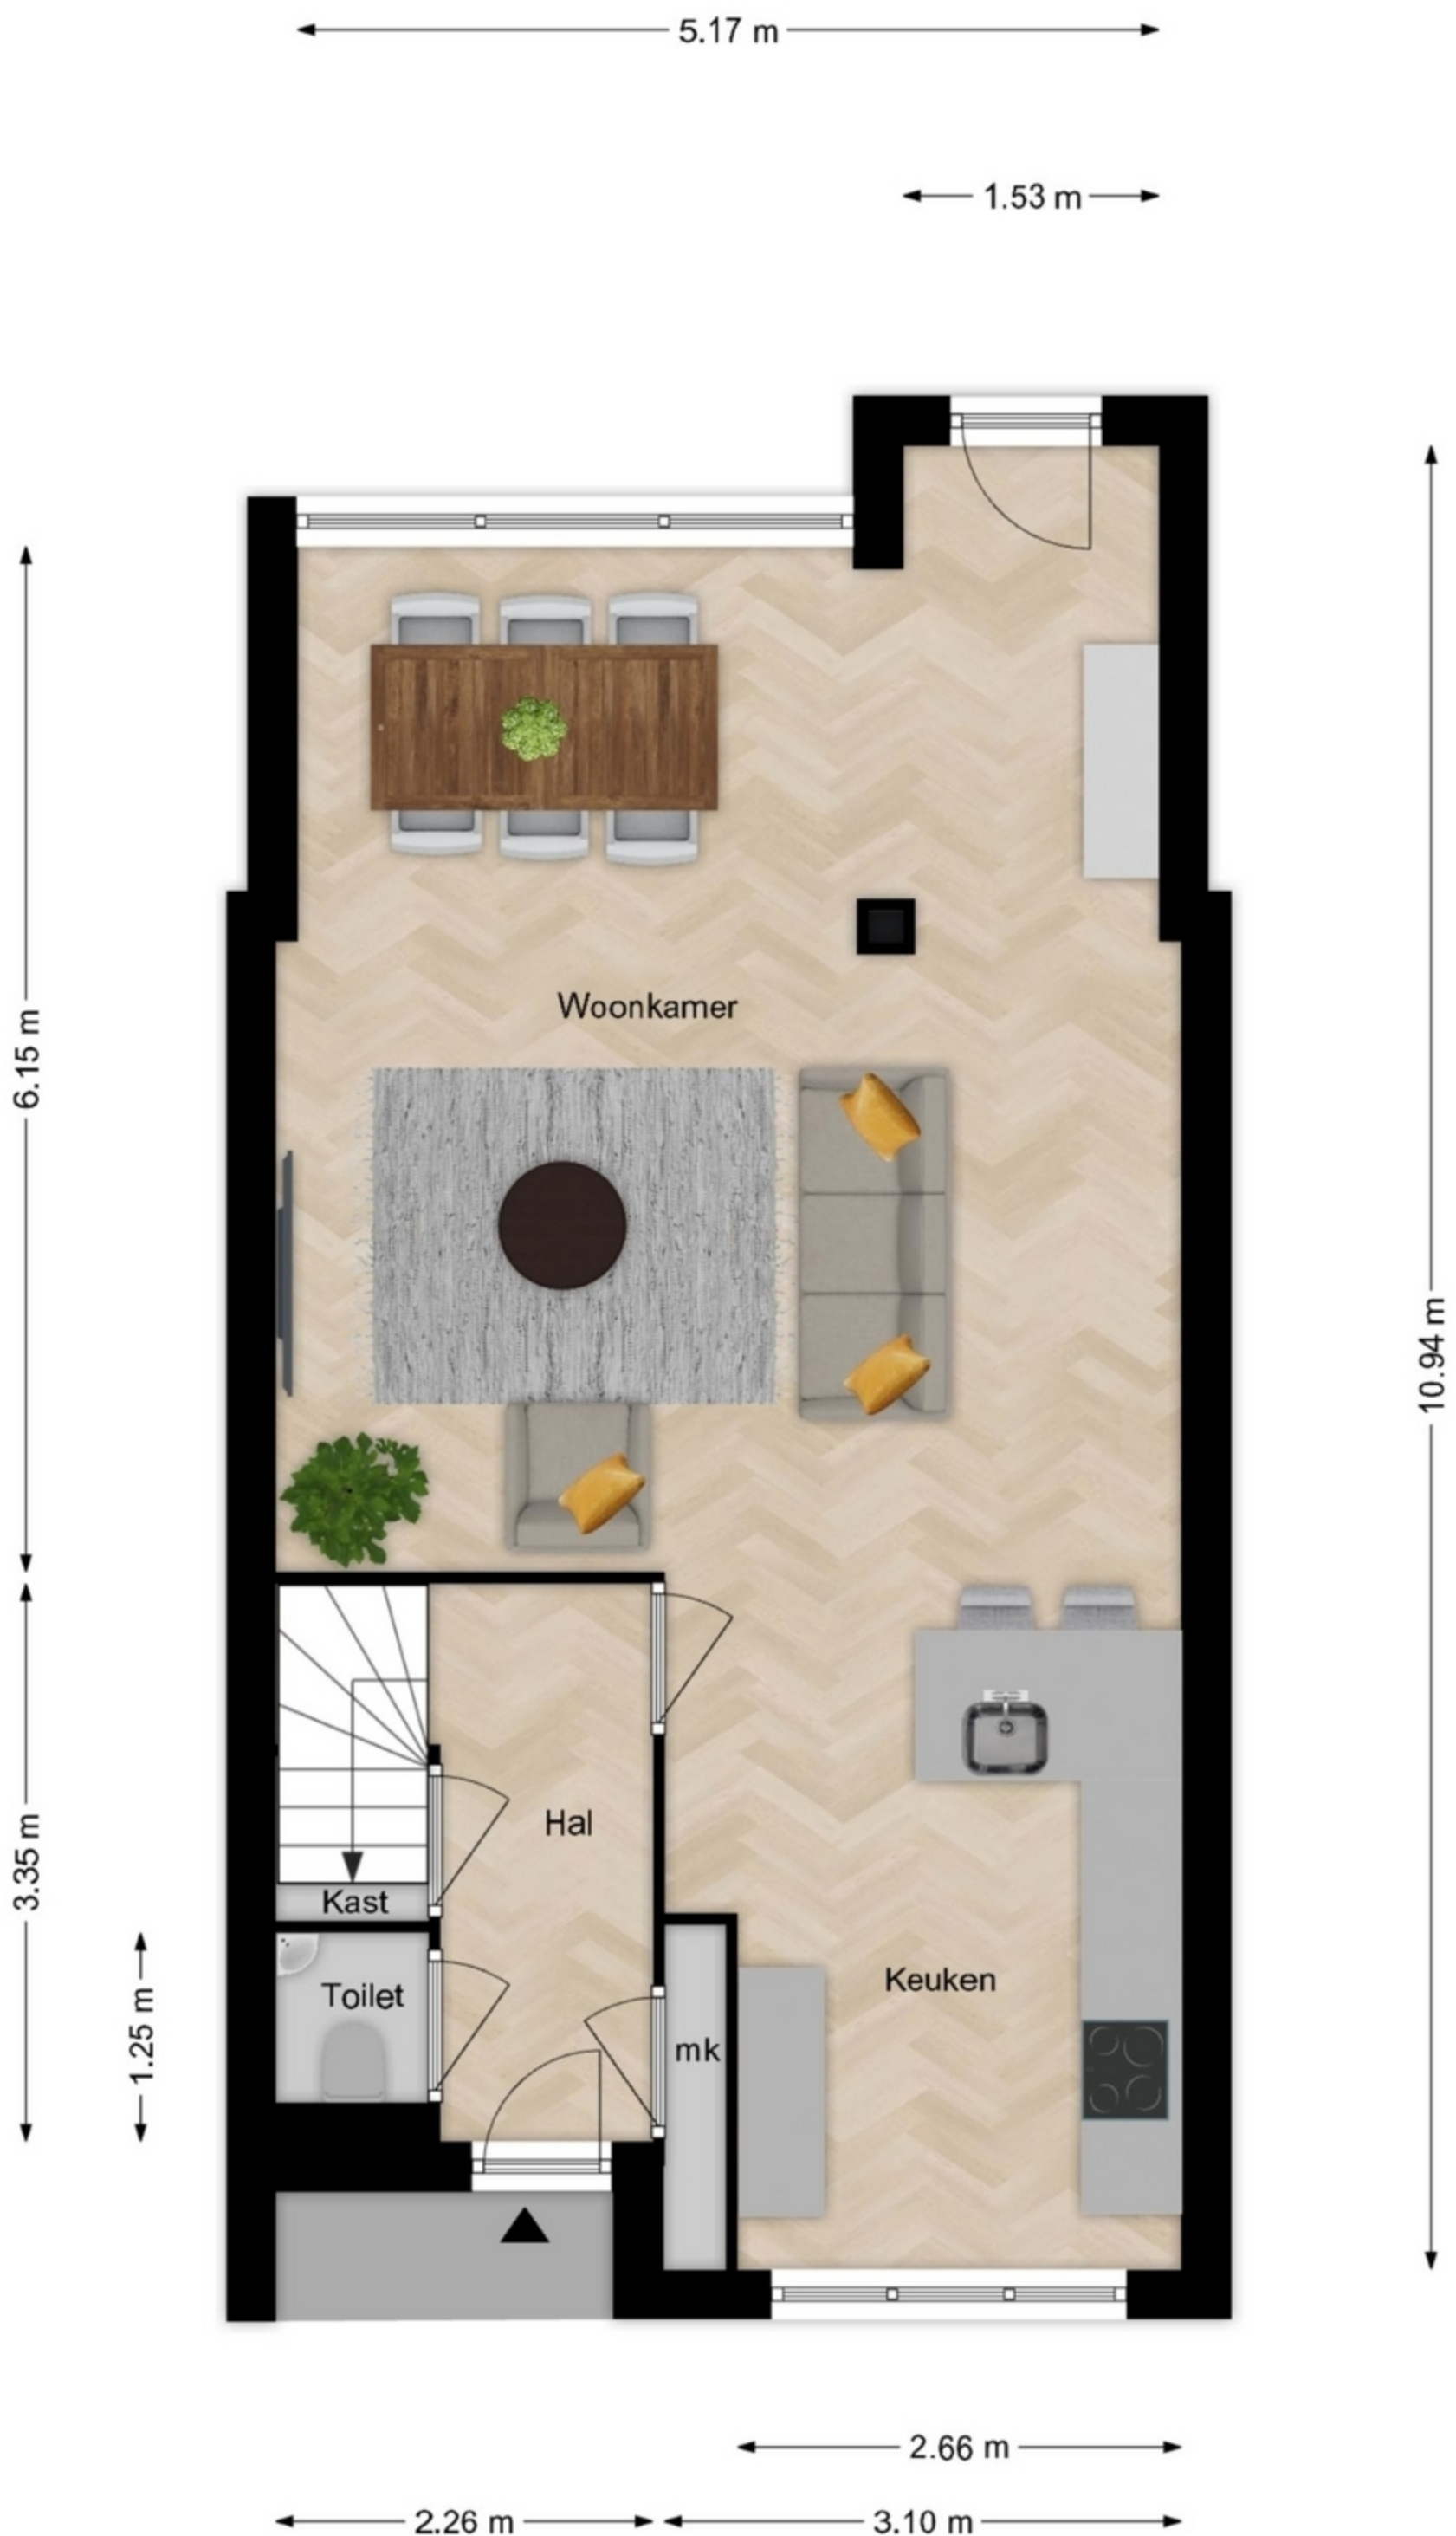 5.17 m
1.53 m
Woonkamer
6.15 m
10.94 m
Hal
3.35 m
Kast
Keuken
Toilet
1.25 m
mk
2.66 m
2.26 m
3.10 m